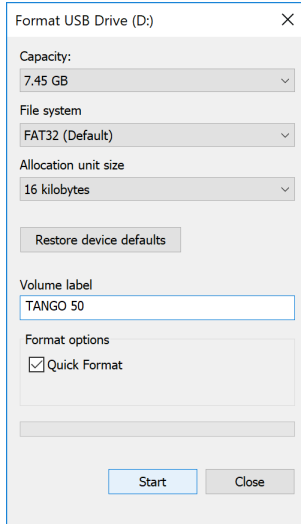 Format USB Drive (D:)
Capacity:
7.45 GB
File system
FAT32 (Default)
Allocation unit size
16 kilobytes
Restore device defaults
Volume label
TANGO 50
Format options
Quick Format
Start Close